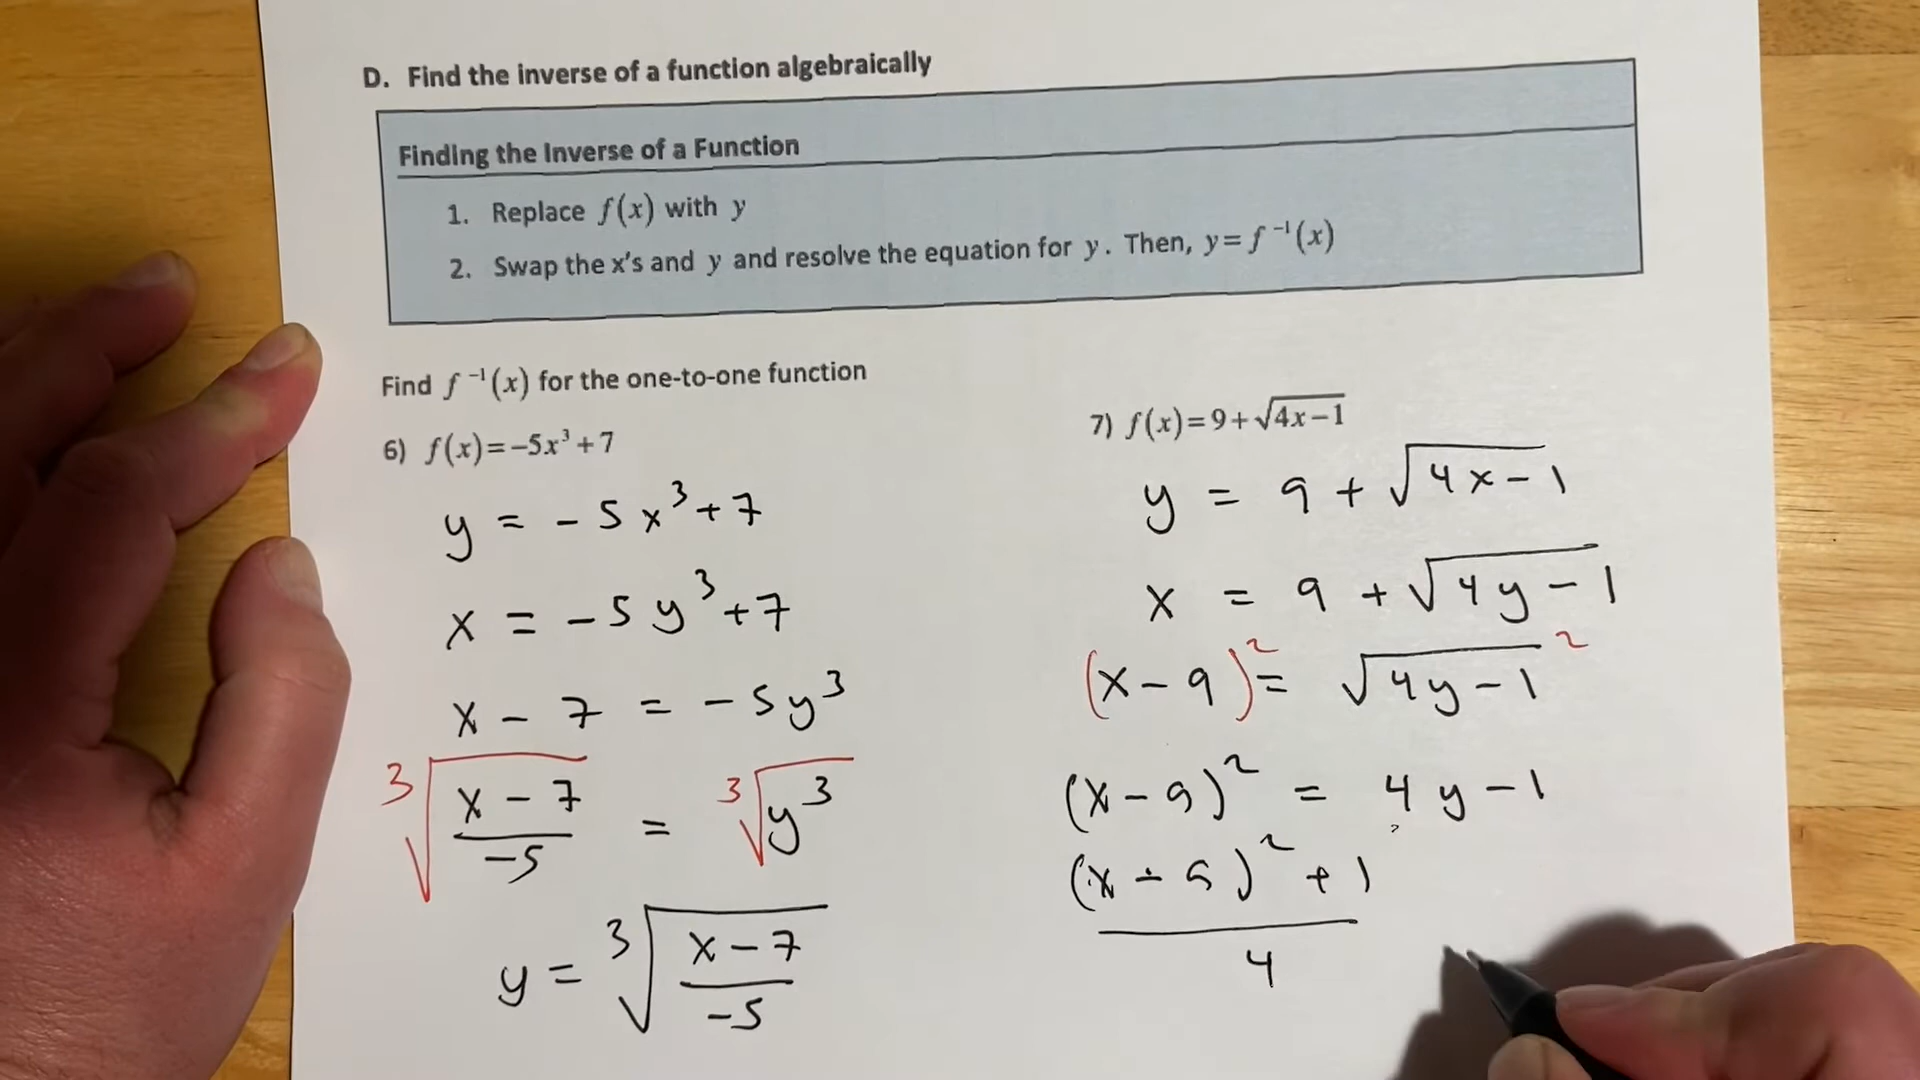 D. Find the inverse of a function algebraically
Finding the Inverse of a Function
1. Replace f(x) with y
2. Swap the x's and y and resolve the equation for y. Then, y=f⁻¹(x)
Find f⁻¹(x) for the one-to-one function
6) f(x)=-5x³+7
y = -5x³+7
x = -5y³+7
x - 7 = -5y³
∛((x-7)/-5) = ∛(y³)
y = ∛((x-7)/-5)
7) f(x)=9+√(4x-1)
y = 9 + √(4x-1)
x = 9 + √(4y-1)
(x-9)² = √(4y-1)²
(x-9)² = 4y-1
(x-9)²+1
4